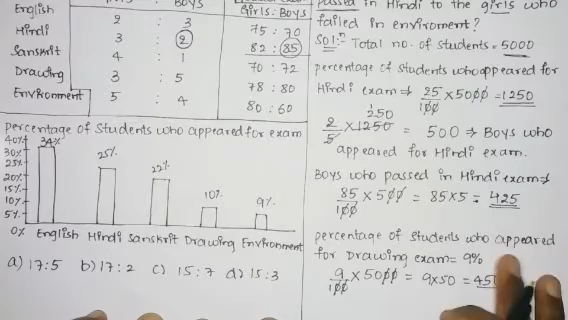 BOYS
Girls : Boys
English 2 : 3 75 : 70
Hindi 3 : 2 82 : 85
Sanskrit 4 : 1 70 : 72
Drawing 3 : 5 78 : 80
Environment 5 : 4 80 : 60
percentage of Students who appeared for exam
40%
30%
25%
20%
15%
10%
5%
0%
34%
25%
22%
10%
9%
English Hindi Sanskrit Drawing Environment
a) 17:5 b) 17:2 c) 15:7 d) 15:3
passed in Hindi to the girls who
failed in enviroment?
Sol:- Total no. of students = 5000
percentage of Students who appeared for
Hindi exam ⇒ 25/100 × 5000 = 1250
250
2/5 × 1250 = 500 ⇒ Boys who
appeared for Hindi exam.
Boys who passed in Hindi exam ⇒
85/100 × 500 = 85×5 = 425
percentage of Students who appeared
for Drawing exam = 9%
9/100 × 5000 = 9×50 = 450